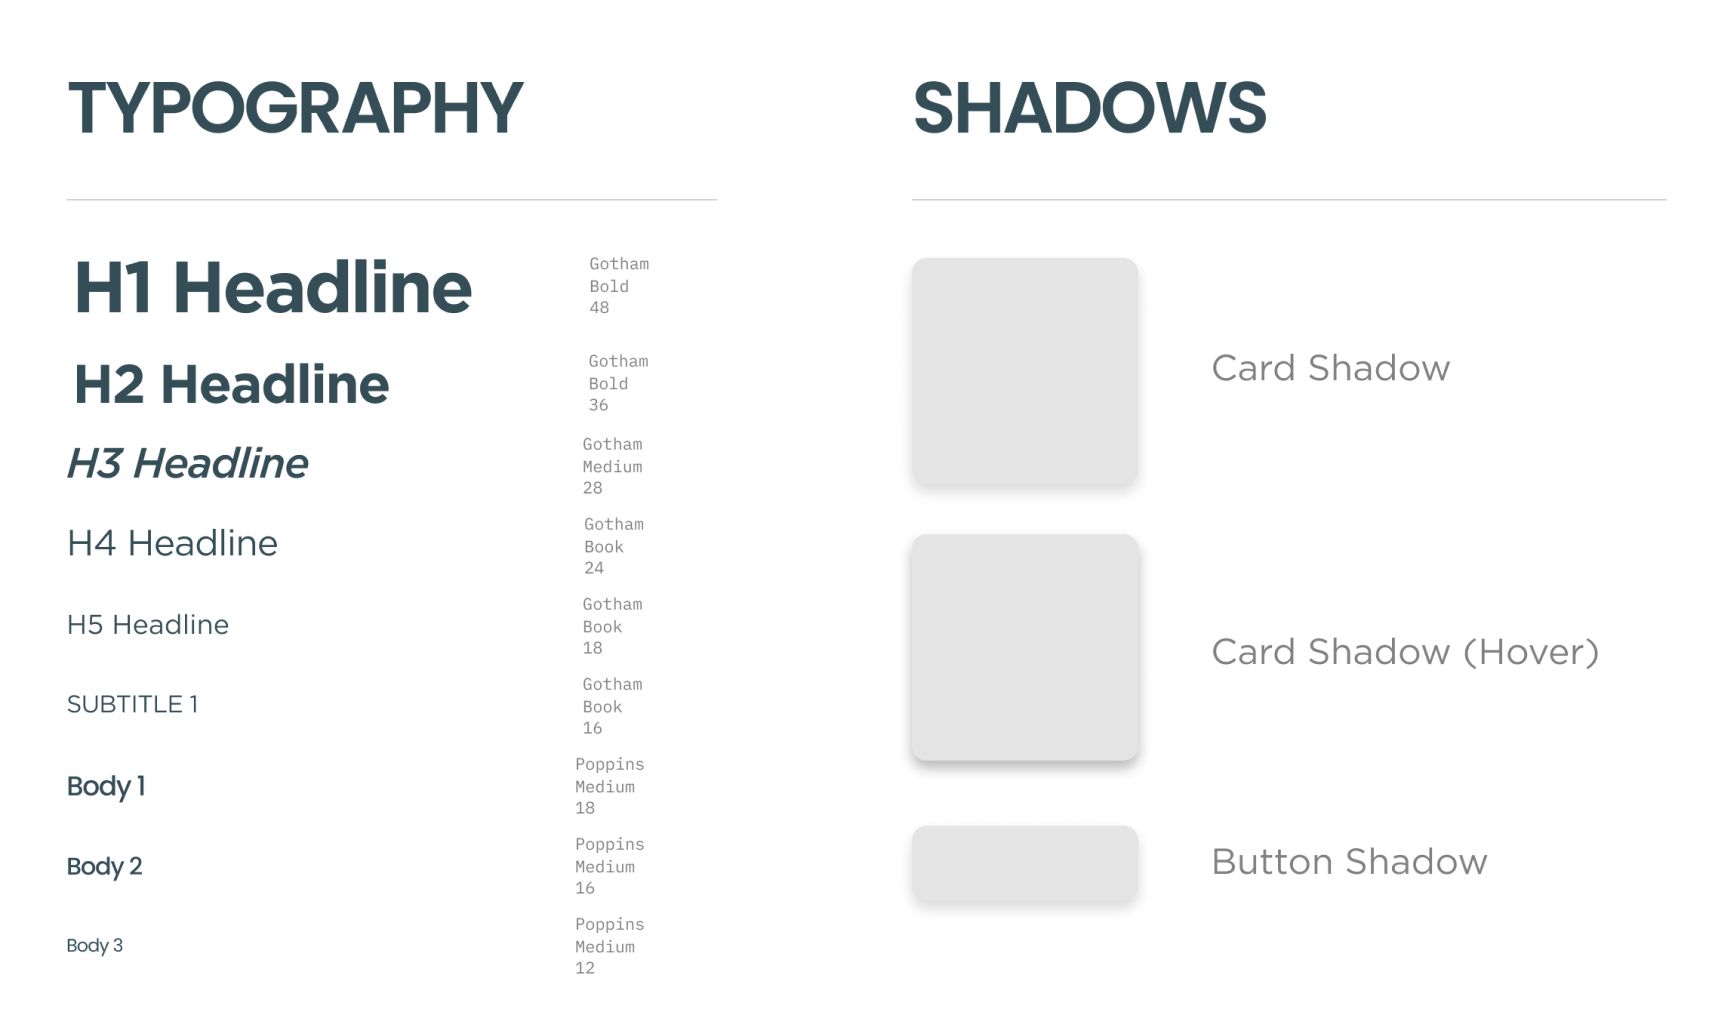 TYPOGRAPHY
H1 Headline
Gotham
Bold
48
H2 Headline
Gotham
Bold
36
H3 Headline
Gotham
Medium
28
H4 Headline
Gotham
Book
24
H5 Headline
Gotham
Book
18
SUBTITLE 1
Gotham
Book
16
Body 1
Poppins
Medium
18
Body 2
Poppins
Medium
16
Body 3
Poppins
Medium
12
SHADOWS
Card Shadow
Card Shadow (Hover)
Button Shadow